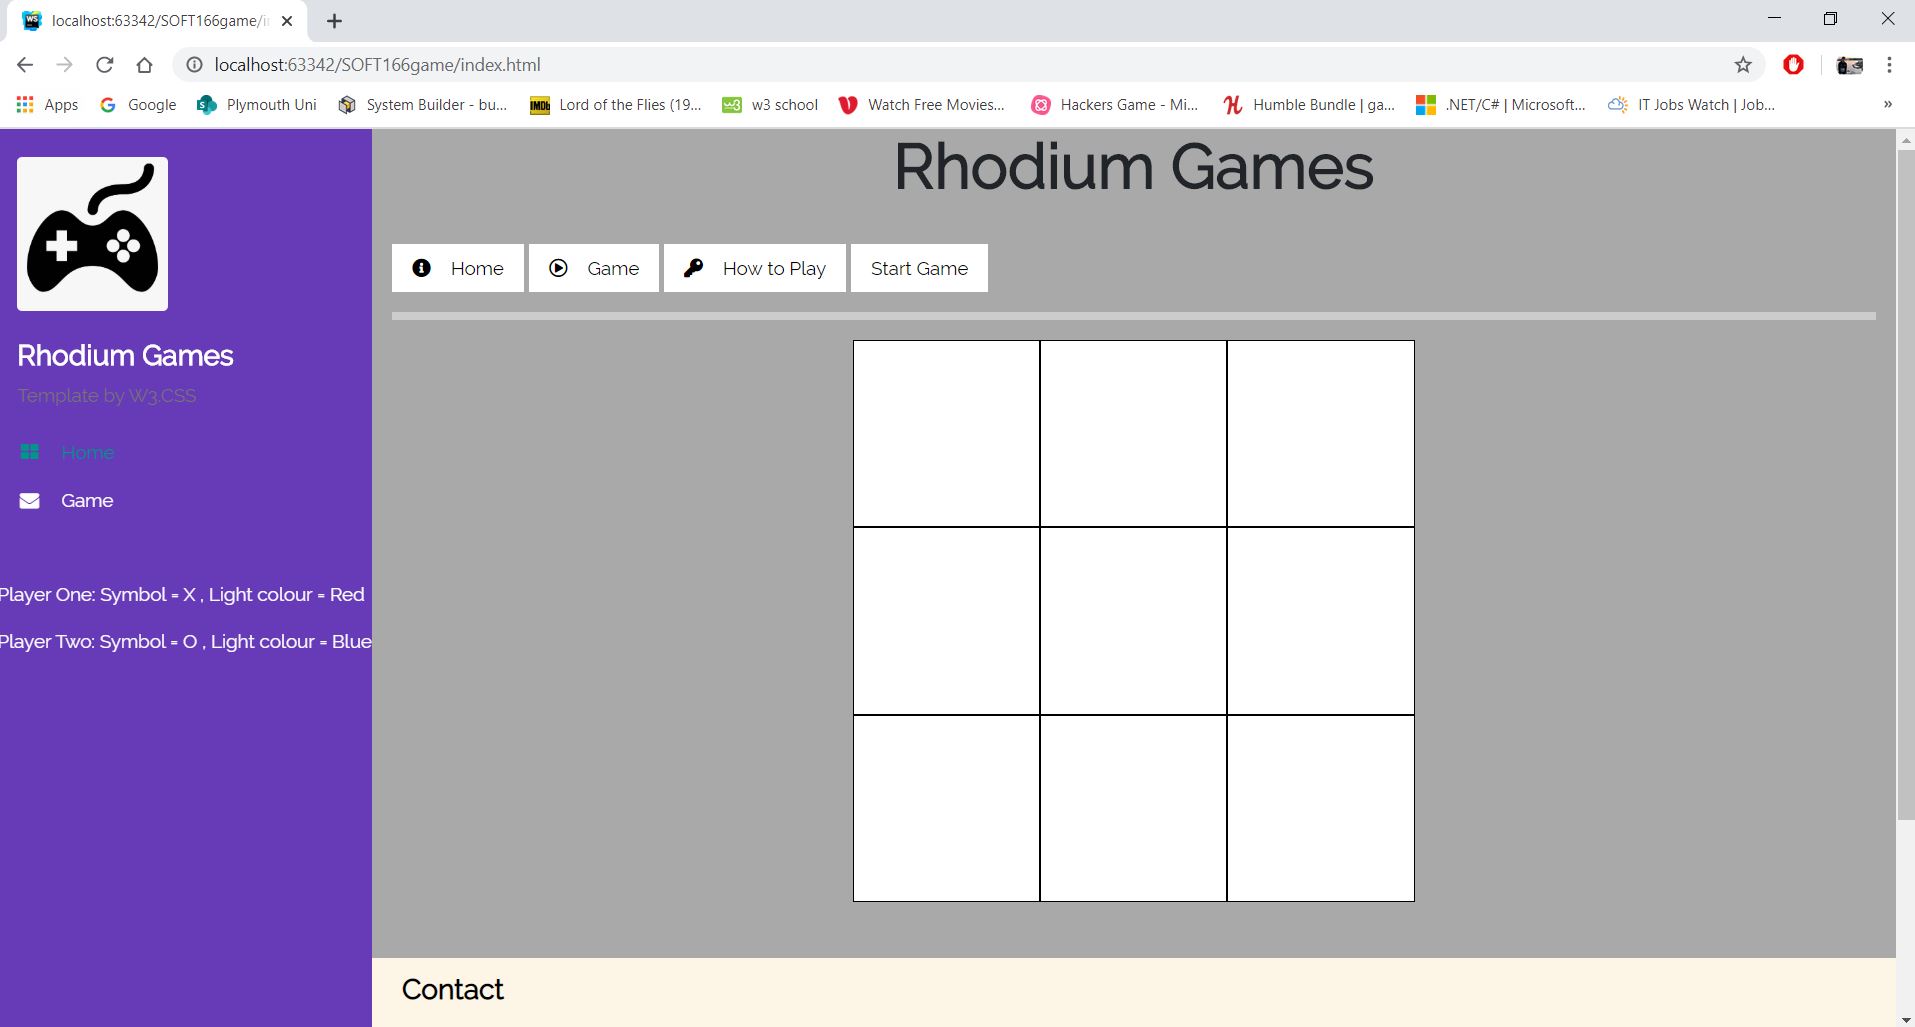 localhost:63342/SOFT166game/i
localhost:63342/SOFT166game/index.html
Apps Google Plymouth Uni System Builder - bu... IMDb Lord of the Flies (19... w3 school Watch Free Movies... Hackers Game - Mi... Humble Bundle | ga... .NET/C# | Microsoft... IT Jobs Watch | Job... »
Rhodium Games
Home Game How to Play Start Game
Rhodium Games
Template by W3.CSS
Home
Game
Player One: Symbol = X , Light colour = Red
Player Two: Symbol = O , Light colour = Blue
Contact